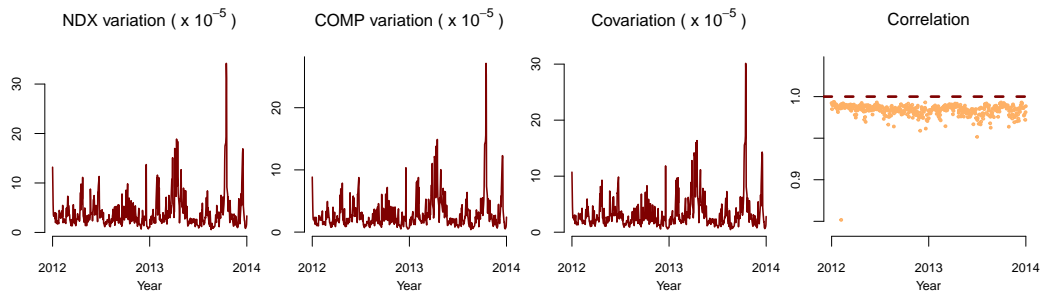 NDX variation ( x 10⁻⁵ )
30
20
10
0
2012 2013 2014
Year
COMP variation ( x 10⁻⁵ )
20
10
0
2012 2013 2014
Year
Covariation ( x 10⁻⁵ )
30
20
10
0
2012 2013 2014
Year
Correlation
1.0
0.9
2012 2013 2014
Year